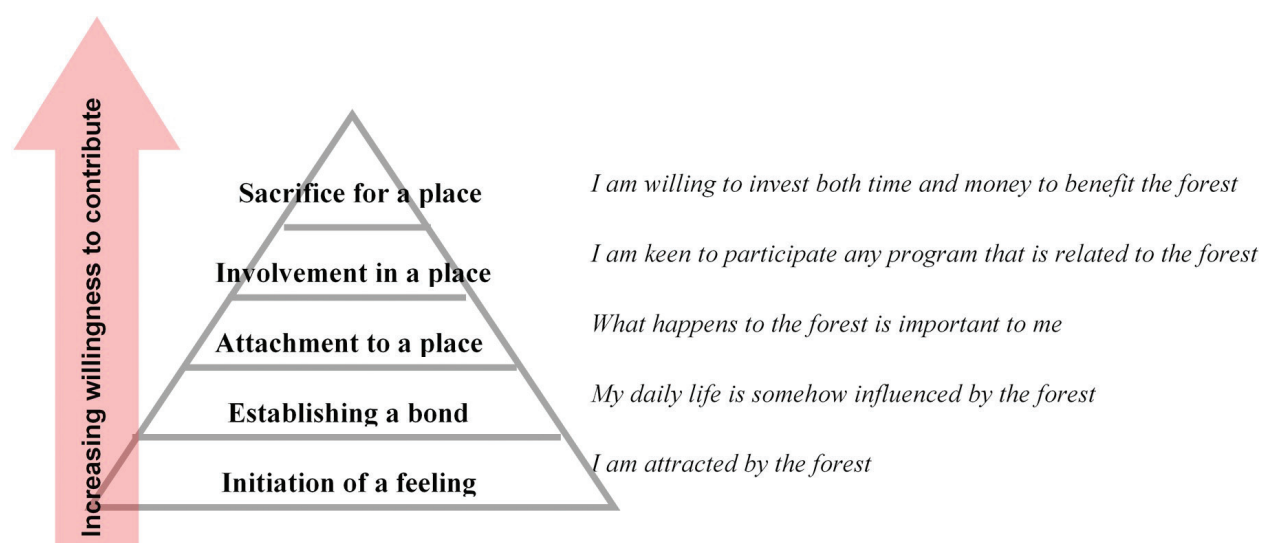 Increasing willingness to contribute
Sacrifice for a place
I am willing to invest both time and money to benefit the forest
Involvement in a place
I am keen to participate any program that is related to the forest
Attachment to a place
What happens to the forest is important to me
Establishing a bond
My daily life is somehow influenced by the forest
Initiation of a feeling
I am attracted by the forest